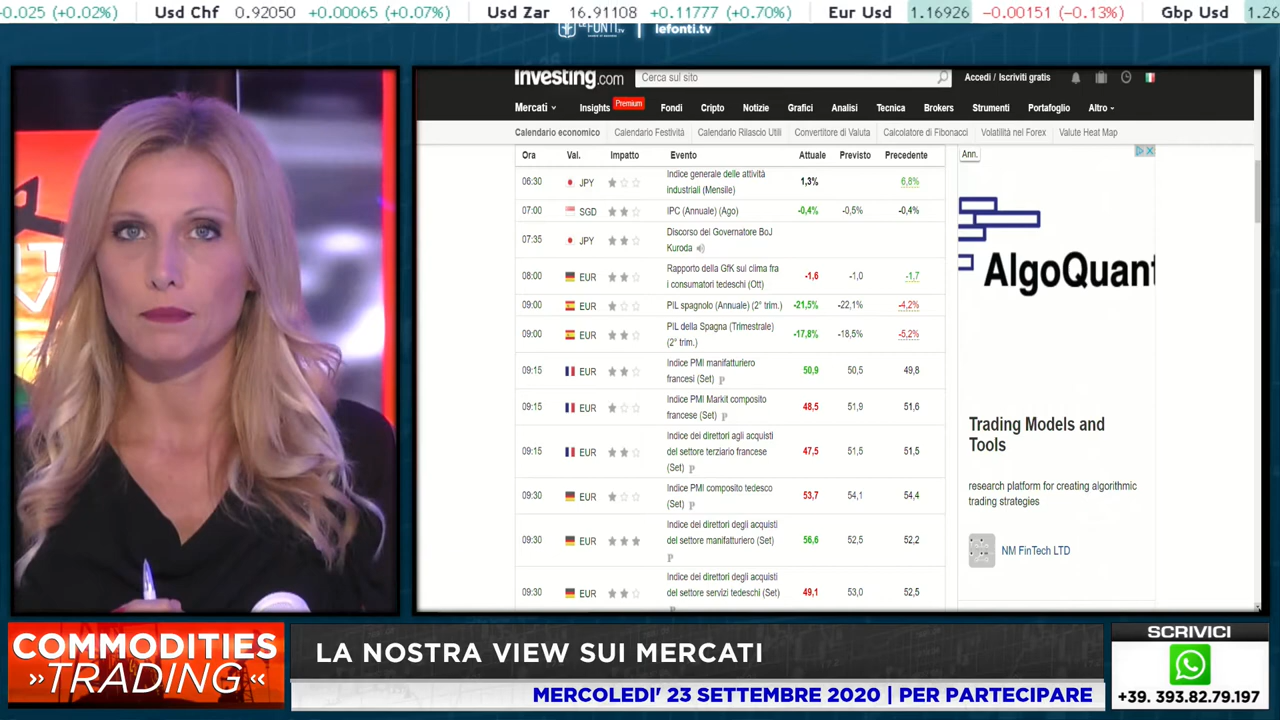 -0.025 (+0.02%) Usd Chf 0.92050 +0.00065 (+0.07%) Usd Zar 16.91108 +0.11777 (+0.70%) Eur Usd 1.16926 -0.00151 (-0.13%) Gbp Usd 1.26
LE FONTI.TV lefonti.tv
Investing.com Cerca sul sito Accedi / Iscriviti gratis
Mercati Insights Premium Fondi Cripto Notizie Grafici Analisi Tecnica Brokers Strumenti Portafoglio Altro
Calendario economico Calendario Festività Calendario Rilascio Utili Convertitore di Valuta Calcolatore di Fibonacci Volatilità nel Forex Valute Heat Map
Ora Val. Impatto Evento Attuale Previsto Precedente
06:30 JPY Indice generale delle attività industriali (Mensile) 1,3% 6,8%
07:00 SGD IPC (Annuale) (Ago) -0,4% -0,5% -0,4%
07:35 JPY Discorso del Governatore BoJ Kuroda
08:00 EUR Rapporto della GfK sul clima fra i consumatori tedeschi (Ott) -1,6 -1,0 -1,7
09:00 EUR PIL spagnolo (Annuale) (2° trim.) -21,5% -22,1% -4,2%
09:00 EUR PIL della Spagna (Trimestrale) (2° trim.) -17,8% -18,5% -5,2%
09:15 EUR Indice PMI manifatturiero francesi (Set) P 50,9 50,5 49,8
09:15 EUR Indice PMI Markit composito francese (Set) P 48,5 51,9 51,6
09:15 EUR Indice dei direttori agli acquisti del settore terziario francese (Set) P 47,5 51,5 51,5
09:30 EUR Indice PMI composito tedesco (Set) P 53,7 54,1 54,4
09:30 EUR Indice dei direttori degli acquisti del settore manifatturiero (Set) P 56,6 52,5 52,2
09:30 EUR Indice dei direttori degli acquisti del settore servizi tedeschi (Set) 49,1 53,0 52,5
Ann.
AlgoQuant
Trading Models and
Tools
research platform for creating algorithmic
trading strategies
NM FinTech LTD
COMMODITIES
»TRADING«
LA NOSTRA VIEW SUI MERCATI
MERCOLEDI' 23 SETTEMBRE 2020 | PER PARTECIPARE
SCRIVICI
+39. 393.82.79.197